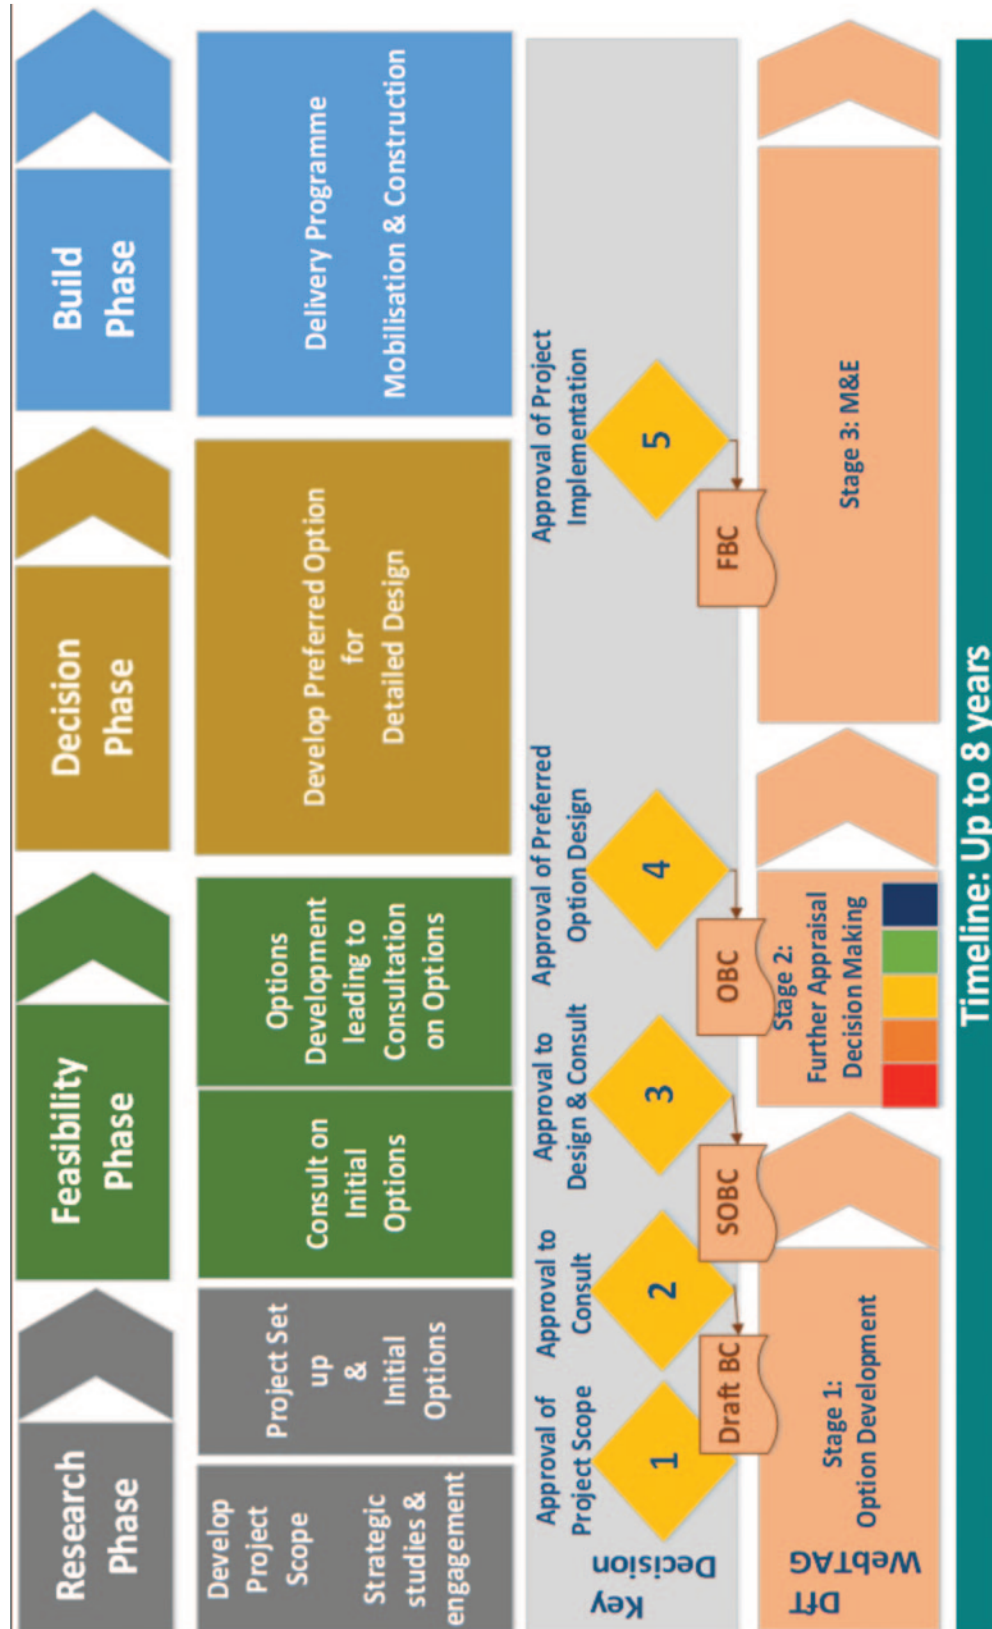 Research
Phase
Feasibility
Phase
Decision
Phase
Build
Phase
Develop
Project
Scope
Strategic
studies &
engagement
Project Set
up
&
Initial
Options
Consult on
Initial
Options
Options
Development
leading to
Consultation
on Options
Develop Preferred Option
for
Detailed Design
Delivery Programme
Mobilisation & Construction
Key
Decision
Approval of
Project Scope
1
Approval to
Consult
2
Approval to
Design & Consult
3
Approval of Preferred
Option Design
4
Approval of Project
Implementation
5
Draft BC
SOBC
OBC
FBC
DfT
WebTAG
Stage 1:
Option Development
Stage 2:
Further Appraisal
Decision Making
Stage 3: M&E
Timeline: Up to 8 years